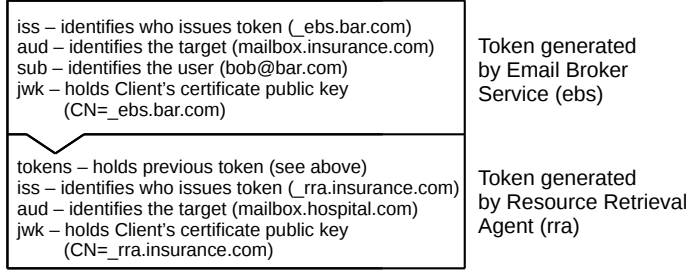 iss – identifies who issues token (_ebs.bar.com)
aud – identifies the target (mailbox.insurance.com)
sub – identifies the user (bob@bar.com)
jwk – holds Client's certificate public key
(CN=_ebs.bar.com)
Token generated
by Email Broker
Service (ebs)
tokens – holds previous token (see above)
iss – identifies who issues token (_rra.insurance.com)
aud – identifies the target (mailbox.hospital.com)
jwk – holds Client's certificate public key
(CN=_rra.insurance.com)
Token generated
by Resource Retrieval
Agent (rra)